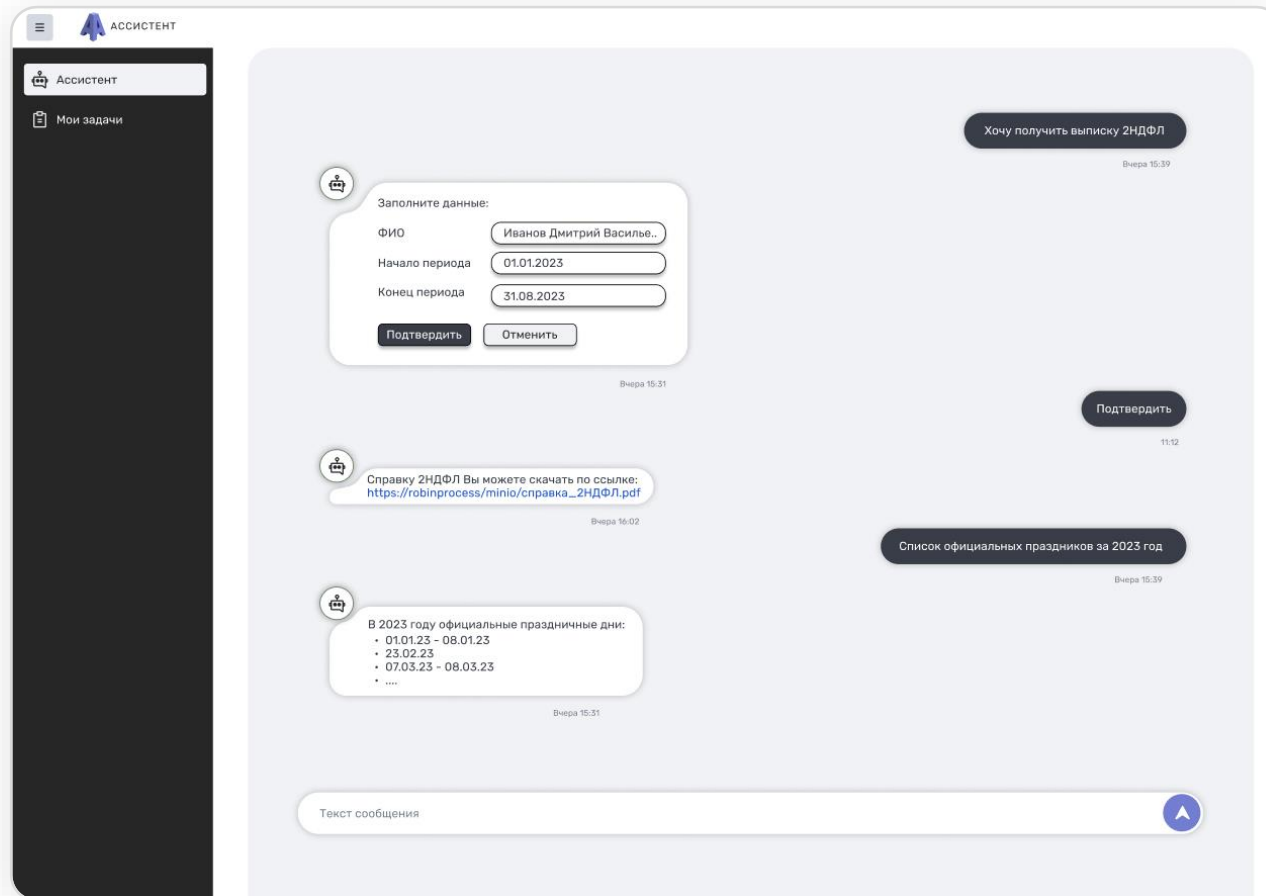 АССИСТЕНТ
Ассистент
Мои задачи
Хочу получить выписку 2НДФЛ
Вчера 15:39
Заполните данные:
ФИО Иванов Дмитрий Василье..
Начало периода 01.01.2023
Конец периода 31.08.2023
Подтвердить Отменить
Вчера 15:31
Подтвердить
11:12
Справку 2НДФЛ Вы можете скачать по ссылке:
https://robinprocess/minio/справка_2НДФЛ.pdf
Вчера 16:02
Список официальных праздников за 2023 год
Вчера 15:39
В 2023 году официальные праздничные дни:
• 01.01.23 - 08.01.23
• 23.02.23
• 07.03.23 - 08.03.23
• ....
Вчера 15:31
Текст сообщения